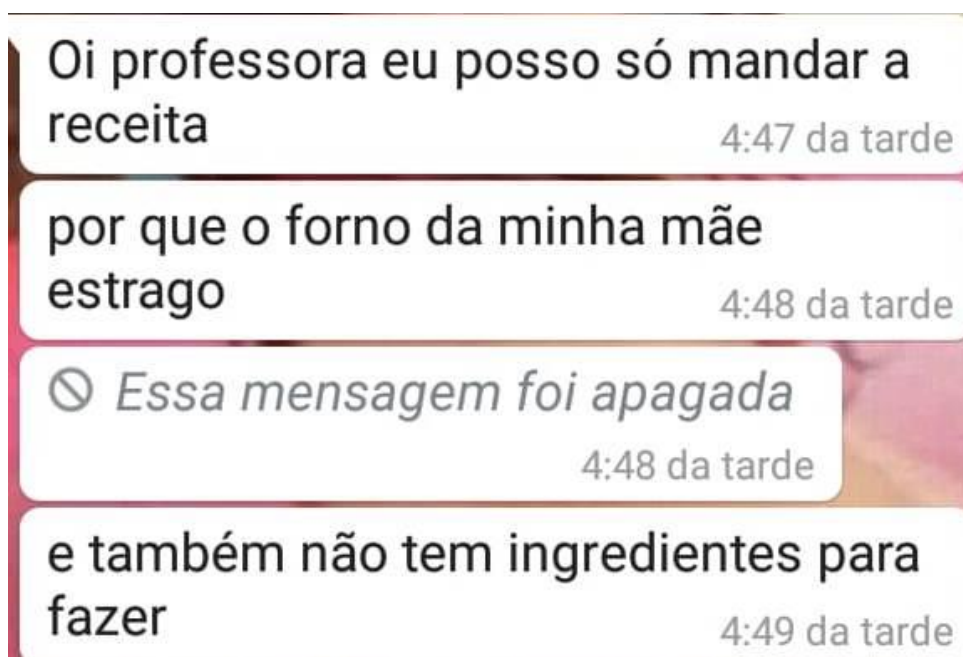 Oi professora eu posso só mandar a
receita
4:47 da tarde
por que o forno da minha mãe
estrago
4:48 da tarde
Essa mensagem foi apagada
4:48 da tarde
e também não tem ingredientes para
fazer
4:49 da tarde